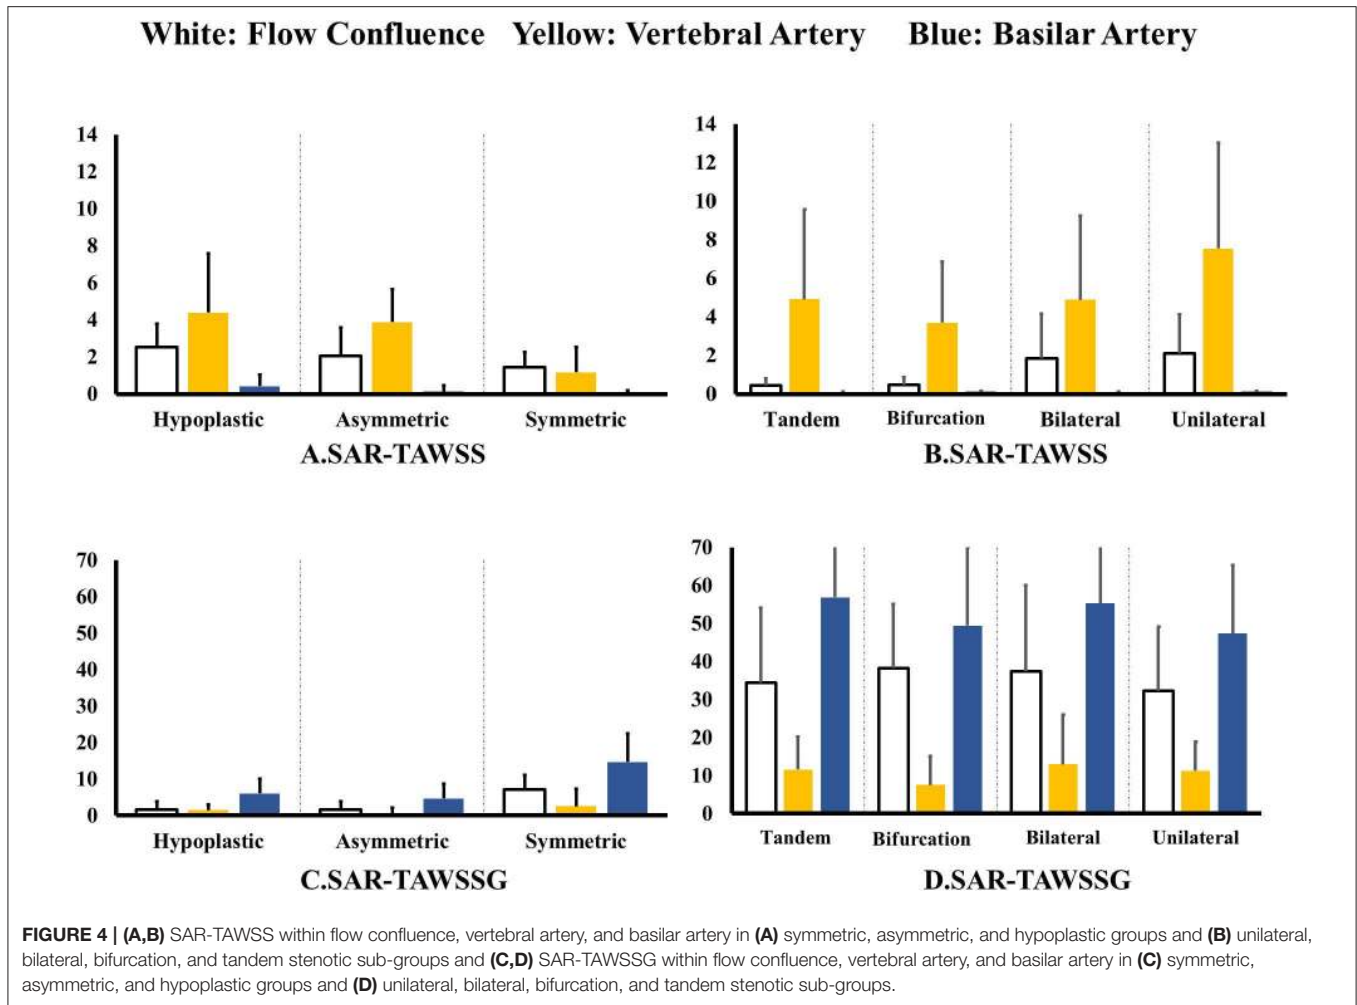 White: Flow Confluence Yellow: Vertebral Artery Blue: Basilar Artery
14
12
10
8
6
4
2
0
Hypoplastic Asymmetric Symmetric
A.SAR-TAWSS
14
12
10
8
6
4
2
0
Tandem Bifurcation Bilateral Unilateral
B.SAR-TAWSS
70
60
50
40
30
20
10
0
Hypoplastic Asymmetric Symmetric
C.SAR-TAWSSG
70
60
50
40
30
20
10
0
Tandem Bifurcation Bilateral Unilateral
D.SAR-TAWSSG
FIGURE 4 | (A,B) SAR-TAWSS within flow confluence, vertebral artery, and basilar artery in (A) symmetric, asymmetric, and hypoplastic groups and (B) unilateral,
bilateral, bifurcation, and tandem stenotic sub-groups and (C,D) SAR-TAWSSG within flow confluence, vertebral artery, and basilar artery in (C) symmetric,
asymmetric, and hypoplastic groups and (D) unilateral, bilateral, bifurcation, and tandem stenotic sub-groups.